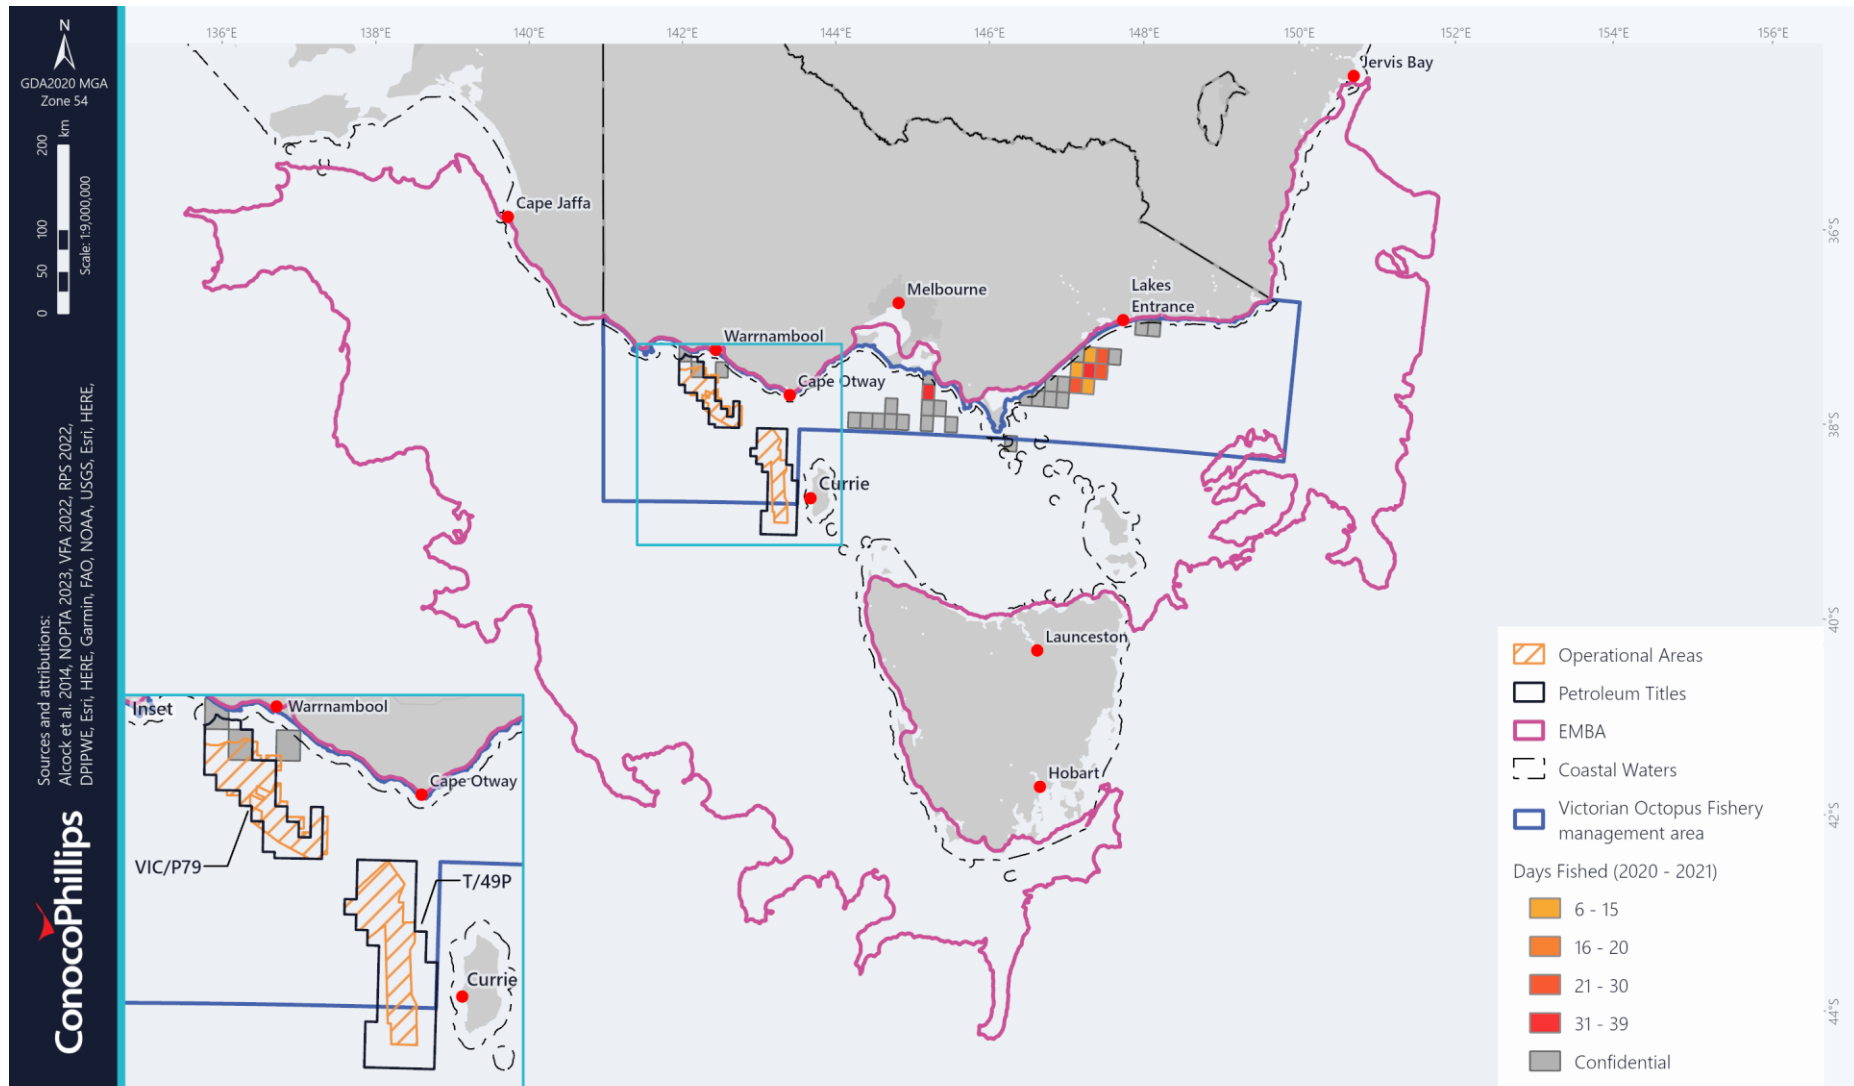 N
GDA2020 MGA
Zone 54
km
200
100
50
0
Scale: 1:9,000,000
Sources and attributions:
Alcock et al. 2014, NOPTA 2023, VFA 2022, RPS 2022,
DPIPWE, Esri, HERE, Garmin, FAO, NOAA, USGS, Esri, HERE,
ConocoPhillips
136°E
138°E
140°E
142°E
144°E
146°E
148°E
150°E
152°E
154°E
156°E
36°S
38°S
40°S
42°S
44°S
Jervis Bay
Cape Jaffa
Melbourne
Lakes
Entrance
Warrnambool
Cape Otway
Currie
Launceston
Hobart
Inset
Warrnambool
Cape Otway
VIC/P79
T/49P
Currie
Operational Areas
Petroleum Titles
EMBA
Coastal Waters
Victorian Octopus Fishery
management area
Days Fished (2020 - 2021)
6 - 15
16 - 20
21 - 30
31 - 39
Confidential